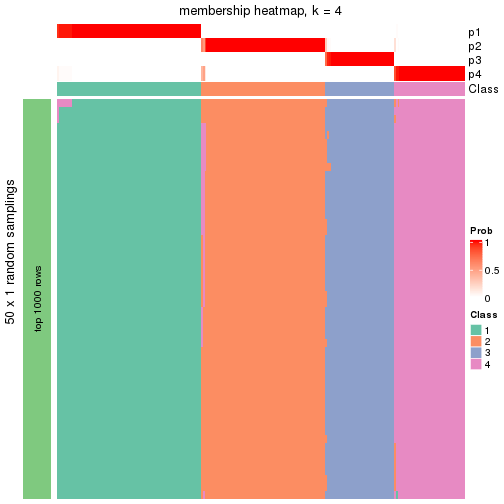 membership heatmap, k = 4
p1
p2
p3
p4
Class
50 x 1 random samplings
top 1000 rows
Prob
1
0.5
0
Class
1
2
3
4